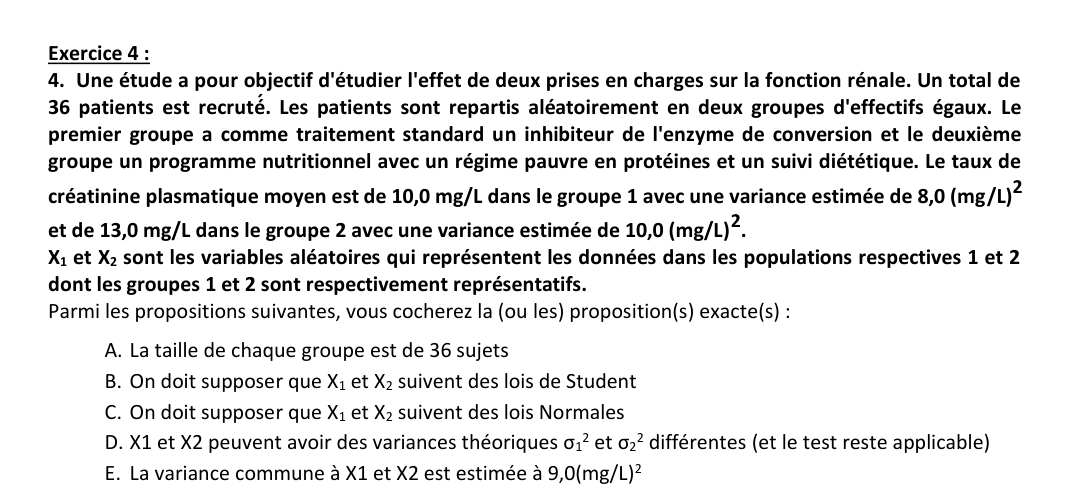 Exercice 4 :
4. Une étude a pour objectif d'étudier l'effet de deux prises en charges sur la fonction rénale. Un total de
36 patients est recruté. Les patients sont repartis aléatoirement en deux groupes d'effectifs égaux. Le
premier groupe a comme traitement standard un inhibiteur de l'enzyme de conversion et le deuxième
groupe un programme nutritionnel avec un régime pauvre en protéines et un suivi diététique. Le taux de
créatinine plasmatique moyen est de 10,0 mg/L dans le groupe 1 avec une variance estimée de 8,0 (mg/L)²
et de 13,0 mg/L dans le groupe 2 avec une variance estimée de 10,0 (mg/L)².
X₁ et X₂ sont les variables aléatoires qui représentent les données dans les populations respectives 1 et 2
dont les groupes 1 et 2 sont respectivement représentatifs.
Parmi les propositions suivantes, vous cocherez la (ou les) proposition(s) exacte(s) :
A. La taille de chaque groupe est de 36 sujets
B. On doit supposer que X₁ et X₂ suivent des lois de Student
C. On doit supposer que X₁ et X₂ suivent des lois Normales
D. X1 et X2 peuvent avoir des variances théoriques σ₁² et σ₂² différentes (et le test reste applicable)
E. La variance commune à X1 et X2 est estimée à 9,0(mg/L)²